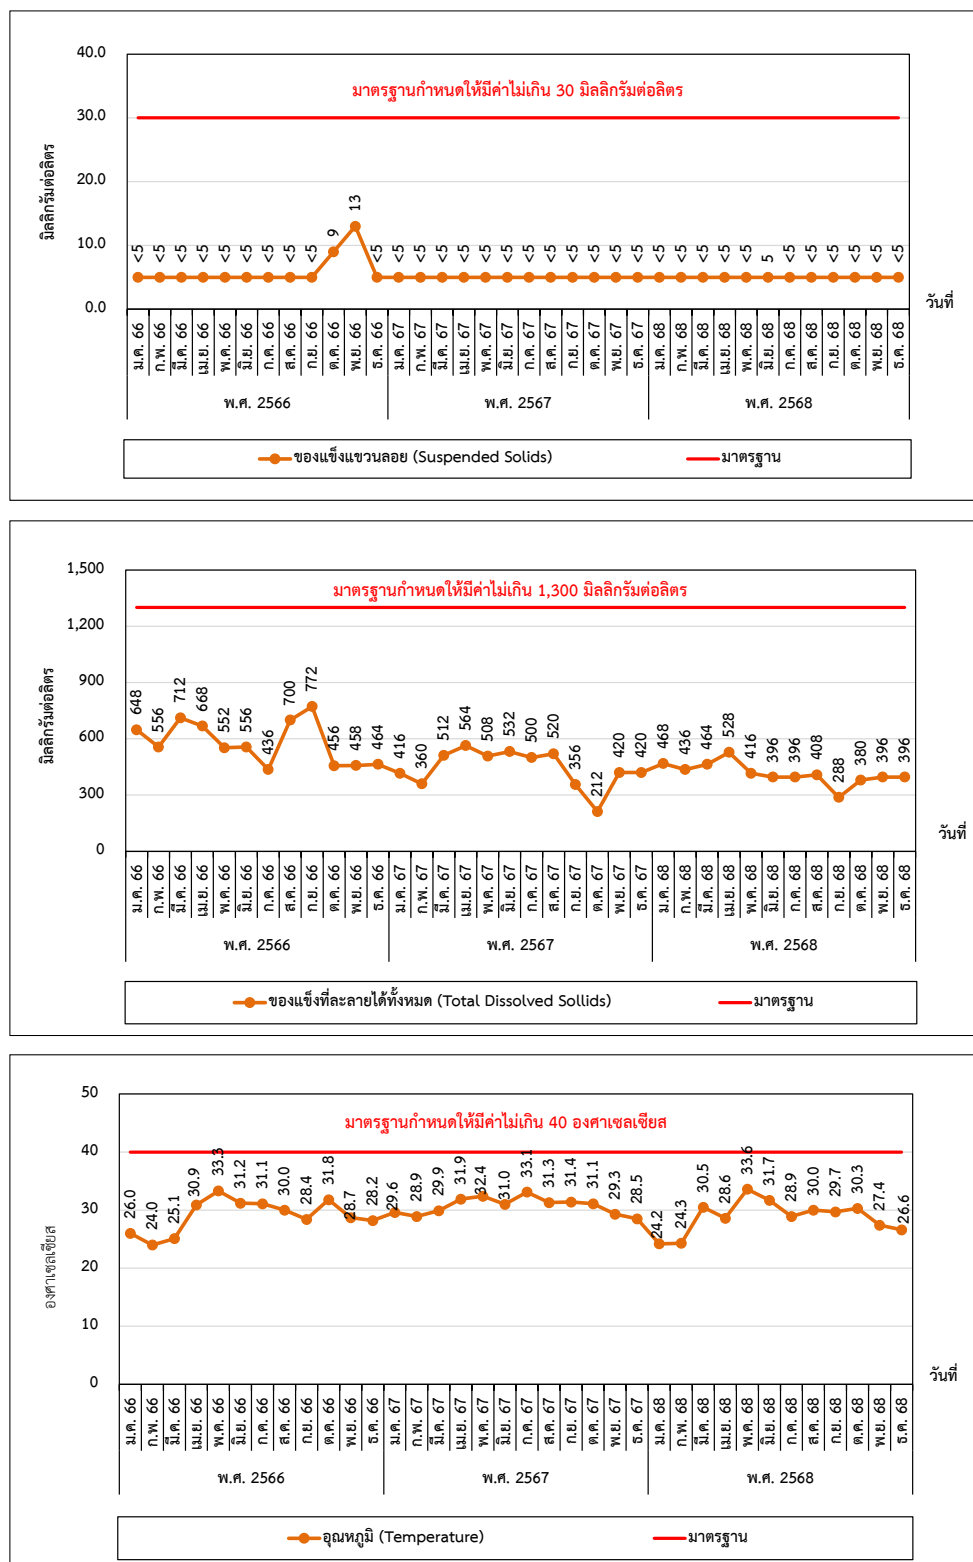 40.0
มาตรฐานกำหนดให้มีค่าไม่เกิน 30 มิลลิกรัมต่อลิตร
30.0
มิลลิกรัมต่อลิตร
20.0
10.0
0.0
<5 <5 <5 <5 <5 <5 <5 <5 <5 9 13 <5 <5 <5 <5 <5 <5 <5 <5 <5 <5 <5 <5 <5 <5 <5 <5 <5 <5 5 <5 <5 <5 <5 <5 <5
วันที่
ม.ค. 66 ก.พ. 66 มี.ค. 66 เม.ย. 66 พ.ค. 66 มิ.ย. 66 ก.ค. 66 ส.ค. 66 ก.ย. 66 ต.ค. 66 พ.ย. 66 ธ.ค. 66 ม.ค. 67 ก.พ. 67 มี.ค. 67 เม.ย. 67 พ.ค. 67 มิ.ย. 67 ก.ค. 67 ส.ค. 67 ก.ย. 67 ต.ค. 67 พ.ย. 67 ธ.ค. 67 ม.ค. 68 ก.พ. 68 มี.ค. 68 เม.ย. 68 พ.ค. 68 มิ.ย. 68 ก.ค. 68 ส.ค. 68 ก.ย. 68 ต.ค. 68 พ.ย. 68 ธ.ค. 68
พ.ศ. 2566 พ.ศ. 2567 พ.ศ. 2568
ของแข็งแขวนลอย (Suspended Solids) มาตรฐาน
1,500
มาตรฐานกำหนดให้มีค่าไม่เกิน 1,300 มิลลิกรัมต่อลิตร
1,200
มิลลิกรัมต่อลิตร
900
600
300
0
648 556 712 668 552 556 436 700 772 456 458 464 416 360 512 564 508 532 500 520 356 212 420 420 468 436 464 528 416 396 396 408 288 380 396 396
วันที่
ม.ค. 66 ก.พ. 66 มี.ค. 66 เม.ย. 66 พ.ค. 66 มิ.ย. 66 ก.ค. 66 ส.ค. 66 ก.ย. 66 ต.ค. 66 พ.ย. 66 ธ.ค. 66 ม.ค. 67 ก.พ. 67 มี.ค. 67 เม.ย. 67 พ.ค. 67 มิ.ย. 67 ก.ค. 67 ส.ค. 67 ก.ย. 67 ต.ค. 67 พ.ย. 67 ธ.ค. 67 ม.ค. 68 ก.พ. 68 มี.ค. 68 เม.ย. 68 พ.ค. 68 มิ.ย. 68 ก.ค. 68 ส.ค. 68 ก.ย. 68 ต.ค. 68 พ.ย. 68 ธ.ค. 68
พ.ศ. 2566 พ.ศ. 2567 พ.ศ. 2568
ของแข็งที่ละลายได้ทั้งหมด (Total Dissolved Sollids) มาตรฐาน
50
มาตรฐานกำหนดให้มีค่าไม่เกิน 40 องศาเซลเซียส
40
30
องศาเซลเซียส
20
10
0
26.0 24.0 25.1 30.9 33.3 31.2 31.1 30.0 28.4 31.8 28.7 28.2 29.6 28.9 29.9 31.9 32.4 31.0 33.1 31.3 31.4 31.1 29.3 28.5 24.2 24.3 30.5 28.6 33.6 31.7 28.9 30.0 29.7 30.3 27.4 26.6
วันที่
ม.ค. 66 ก.พ. 66 มี.ค. 66 เม.ย. 66 พ.ค. 66 มิ.ย. 66 ก.ค. 66 ส.ค. 66 ก.ย. 66 ต.ค. 66 พ.ย. 66 ธ.ค. 66 ม.ค. 67 ก.พ. 67 มี.ค. 67 เม.ย. 67 พ.ค. 67 มิ.ย. 67 ก.ค. 67 ส.ค. 67 ก.ย. 67 ต.ค. 67 พ.ย. 67 ธ.ค. 67 ม.ค. 68 ก.พ. 68 มี.ค. 68 เม.ย. 68 พ.ค. 68 มิ.ย. 68 ก.ค. 68 ส.ค. 68 ก.ย. 68 ต.ค. 68 พ.ย. 68 ธ.ค. 68
พ.ศ. 2566 พ.ศ. 2567 พ.ศ. 2568
อุณหภูมิ (Temperature) มาตรฐาน